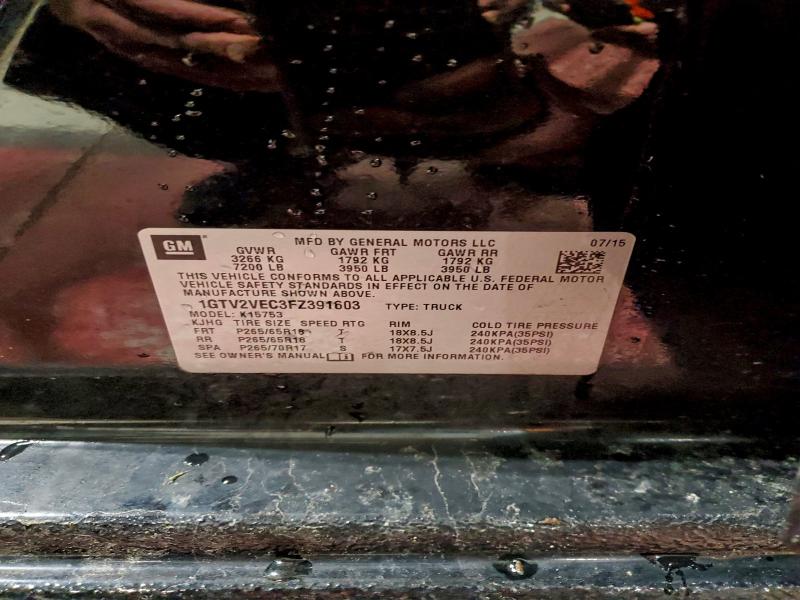 GM
MFD BY GENERAL MOTORS LLC 07/15
GVWR GAWR FRT GAWR RR
3266 KG 1792 KG 1792 KG
7200 LB 3950 LB 3950 LB
THIS VEHICLE CONFORMS TO ALL APPLICABLE U.S. FEDERAL MOTOR
VEHICLE SAFETY STANDARDS IN EFFECT ON THE DATE OF
MANUFACTURE SHOWN ABOVE.
1GTV2VEC3FZ391603 TYPE: TRUCK
MODEL: K15753
KJHG TIRE SIZE SPEED RTG RIM COLD TIRE PRESSURE
FRT P265/65R18 T 18X8.5J 240KPA(35PSI)
RR P265/65R18 T 18X8.5J 240KPA(35PSI)
SPA P265/70R17 S 17X7.5J 240KPA(35PSI)
SEE OWNER'S MANUAL FOR MORE INFORMATION.